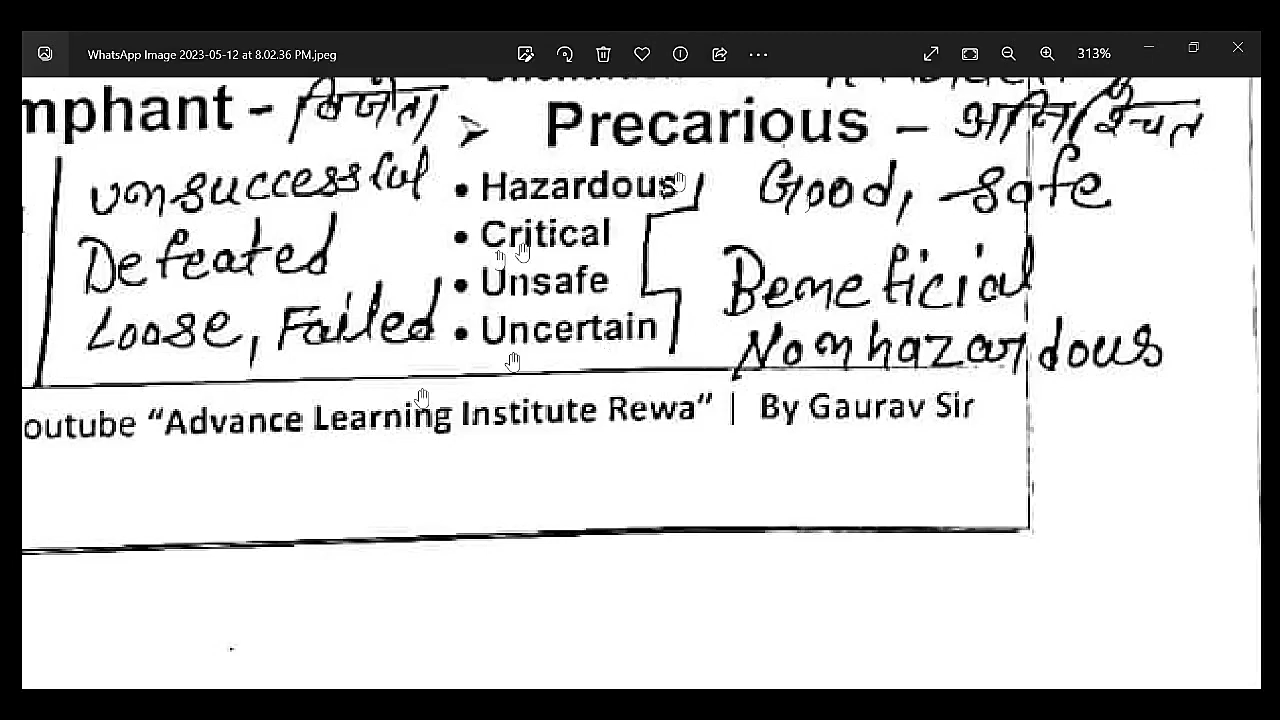 WhatsApp Image 2023-05-12 at 8.02.36 PM.jpeg
313%
mphant - विजेता
unsuccessful
Defeated
Loose, Failed
➢ Precarious - अनिश्चित
• Hazardous
• Critical
• Unsafe
• Uncertain
Good, safe
Beneficial
Nonhazardous
outube “Advance Learning Institute Rewa” | By Gaurav Sir